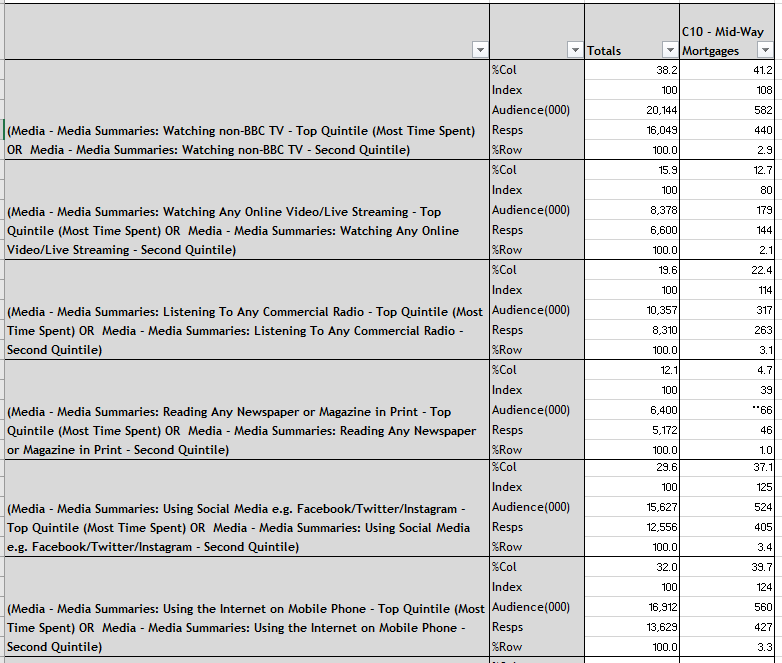 C10 - Mid-Way
Totals Mortgages
%Col 38.2 41.2
Index 100 108
Audience(000) 20,144 582
(Media - Media Summaries: Watching non-BBC TV - Top Quintile (Most Time Spent) Resps 16,049 440
OR Media - Media Summaries: Watching non-BBC TV - Second Quintile) %Row 100.0 2.9
%Col 15.9 12.7
Index 100 80
(Media - Media Summaries: Watching Any Online Video/Live Streaming - Top Audience(000) 8,378 179
Quintile (Most Time Spent) OR Media - Media Summaries: Watching Any Online Resps 6,600 144
Video/Live Streaming - Second Quintile) %Row 100.0 2.1
%Col 19.6 22.4
Index 100 114
(Media - Media Summaries: Listening To Any Commercial Radio - Top Quintile (Most Audience(000) 10,357 317
Time Spent) OR Media - Media Summaries: Listening To Any Commercial Radio - Resps 8,310 263
Second Quintile) %Row 100.0 3.1
%Col 12.1 4.7
Index 100 39
(Media - Media Summaries: Reading Any Newspaper or Magazine in Print - Top Audience(000) 6,400 **66
Quintile (Most Time Spent) OR Media - Media Summaries: Reading Any Newspaper Resps 5,172 46
or Magazine in Print - Second Quintile) %Row 100.0 1.0
%Col 29.6 37.1
Index 100 125
(Media - Media Summaries: Using Social Media e.g. Facebook/Twitter/Instagram - Audience(000) 15,627 524
Top Quintile (Most Time Spent) OR Media - Media Summaries: Using Social Media Resps 12,556 405
e.g. Facebook/Twitter/Instagram - Second Quintile) %Row 100.0 3.4
%Col 32.0 39.7
Index 100 124
(Media - Media Summaries: Using the Internet on Mobile Phone - Top Quintile (Most Audience(000) 16,912 560
Time Spent) OR Media - Media Summaries: Using the Internet on Mobile Phone - Resps 13,629 427
Second Quintile) %Row 100.0 3.3